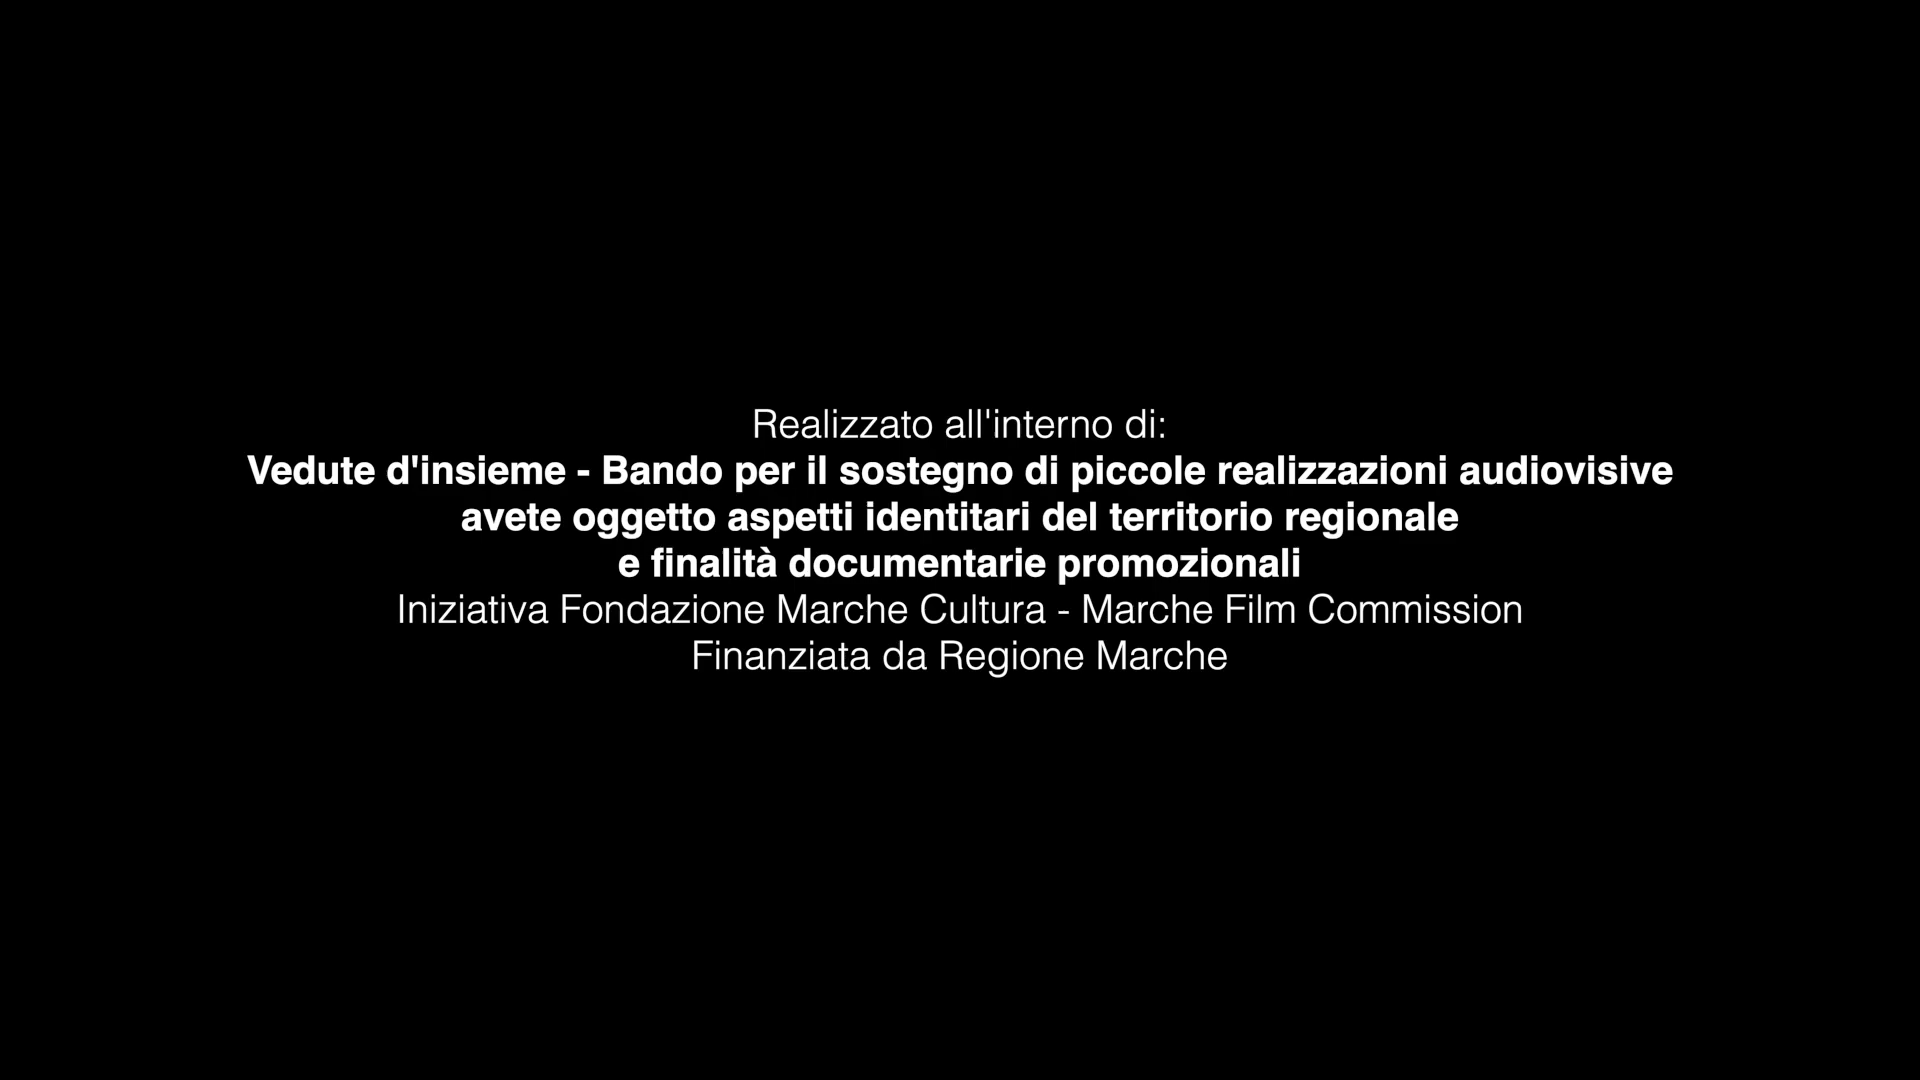 Realizzato all'interno di:
Vedute d'insieme - Bando per il sostegno di piccole realizzazioni audiovisive
avete oggetto aspetti identitari del territorio regionale
e finalità documentarie promozionali
Iniziativa Fondazione Marche Cultura - Marche Film Commission
Finanziata da Regione Marche